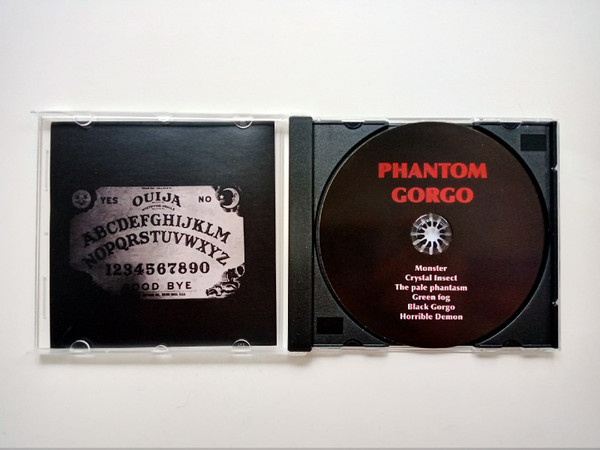 YES
OUIJA
NO
ABCDEFGHIJKLM
NOPQRSTUVWXYZ
1234567890
GOOD BYE
PHANTOM
GORGO
Monster
Crystal Insect
The pale phantasm
Green fog
Black Gorgo
Horrible Demon